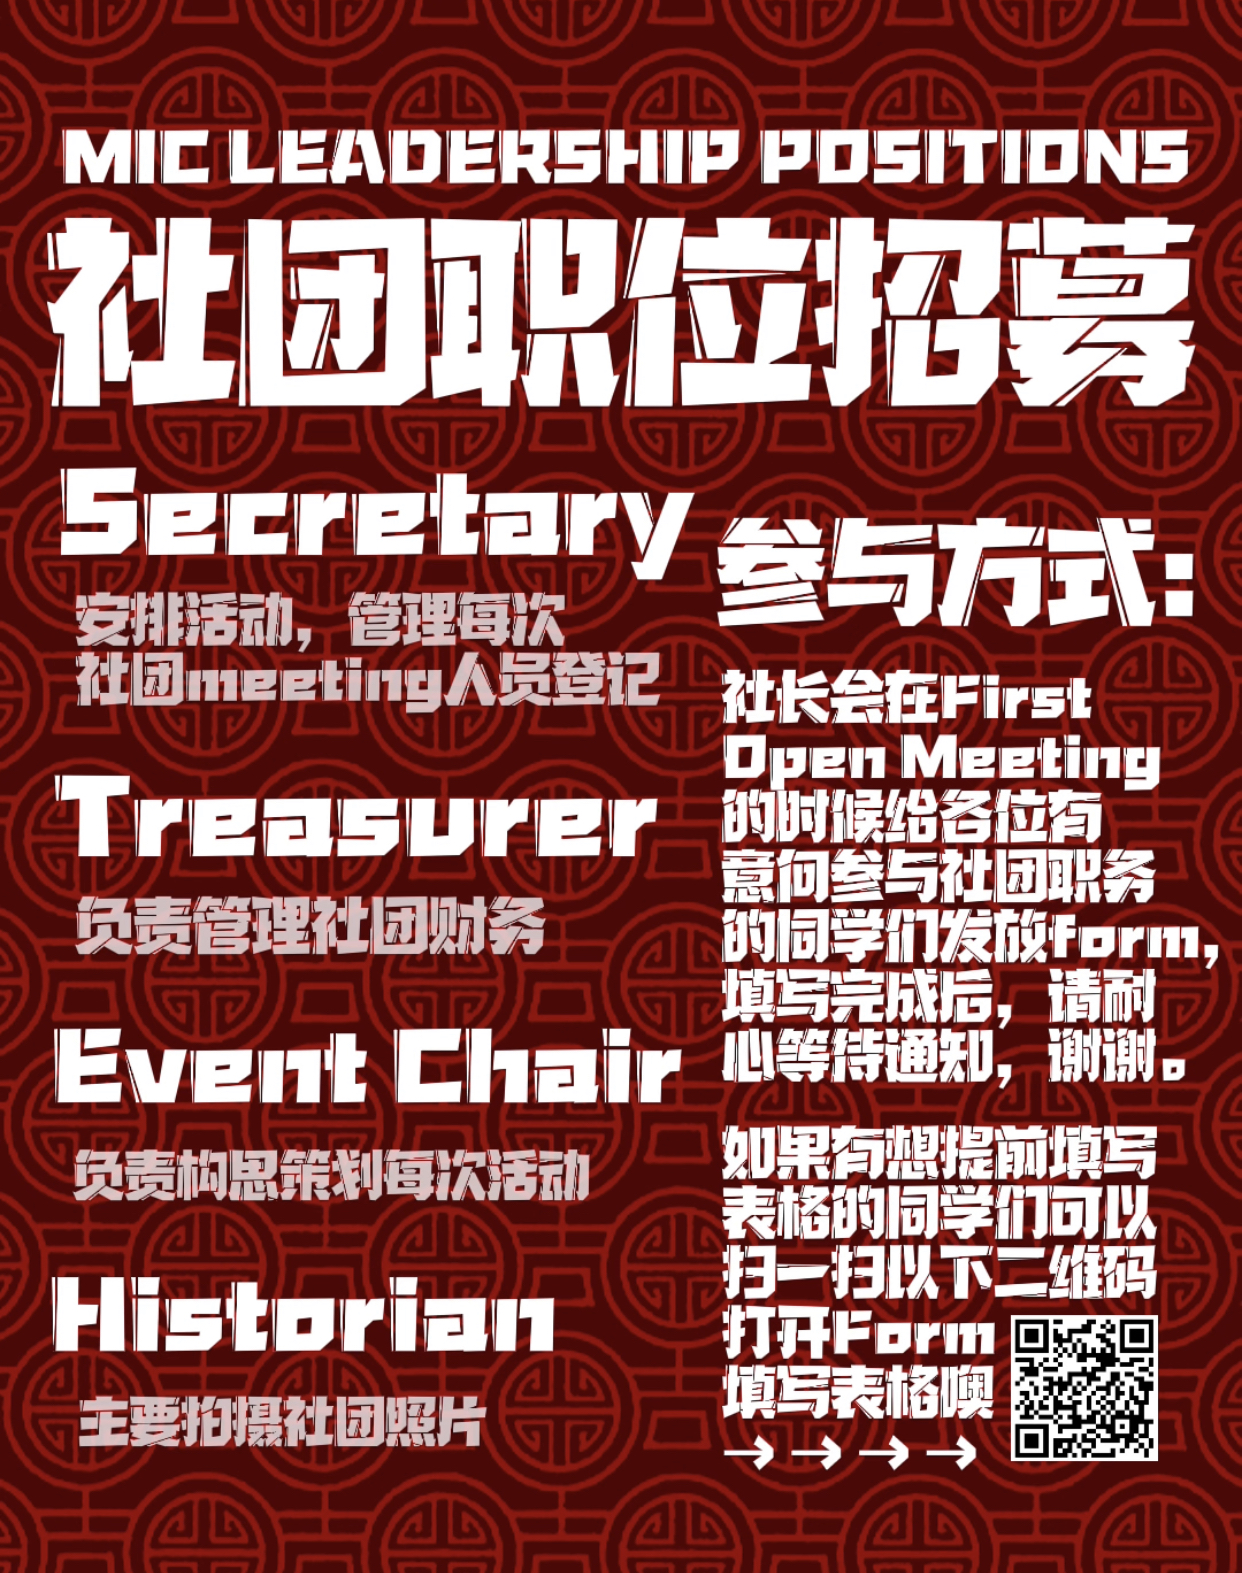 MIC LEADERSHIP POSITIONS
社团职位招募
Secretary
安排活动，管理每次
社团meeting人员登记
Treasurer
负责管理社团财务
Event Chair
负责构思策划每次活动
Historian
主要拍摄社团照片
参与方式：
社长会在First
Open Meeting
的时候给各位有
意向参与社团职务
的同学们发放form，
填写完成后，请耐
心等待通知，谢谢。
如果有想提前填写
表格的同学们可以
扫一扫以下二维码
打开Form
填写表格噢
→→→→